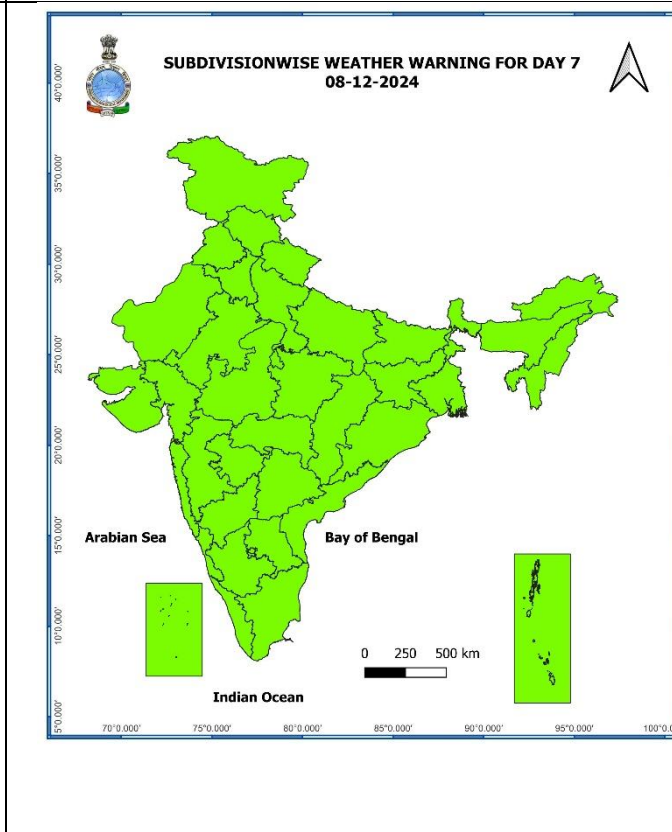 SUBDIVISIONWISE WEATHER WARNING FOR DAY 7
08-12-2024
40°0.000'
35°0.000'
30°0.000'
25°0.000'
20°0.000'
15°0.000'
10°0.000'
5°0.000'
Arabian Sea
Bay of Bengal
0 250 500 km
Indian Ocean
70°0.000' 75°0.000' 80°0.000' 85°0.000' 90°0.000' 95°0.000' 100°0.0